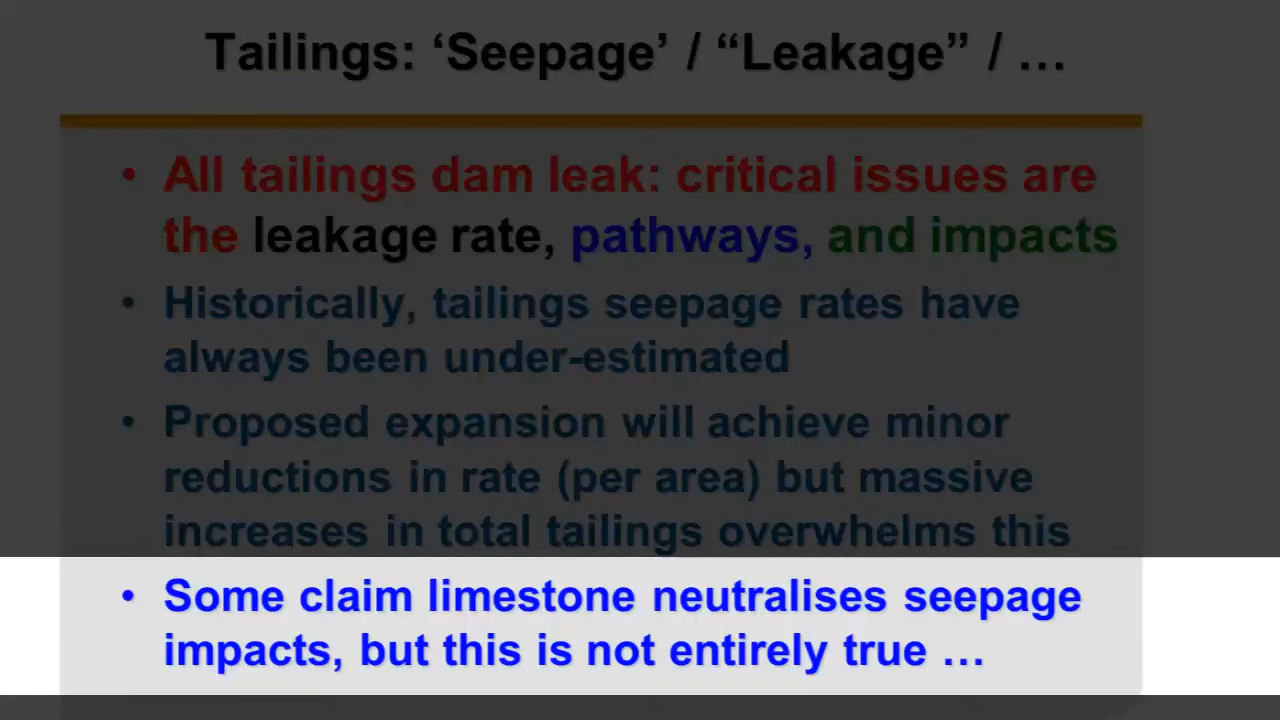 Tailings: ‘Seepage’ / “Leakage” / …
• All tailings dam leak: critical issues are
the leakage rate, pathways, and impacts
• Historically, tailings seepage rates have
always been under-estimated
• Proposed expansion will achieve minor
reductions in rate (per area) but massive
increases in total tailings overwhelms this
• Some claim limestone neutralises seepage
impacts, but this is not entirely true …